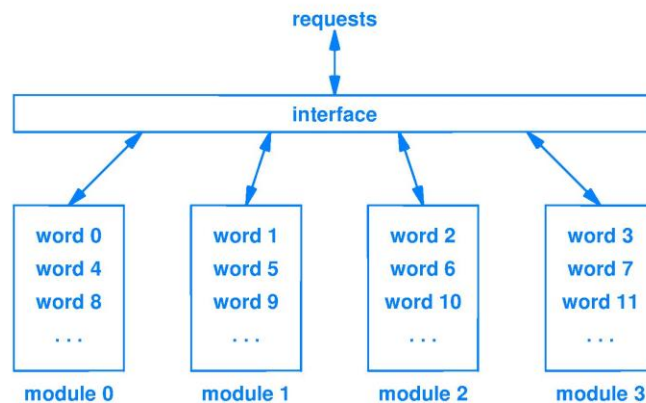 requests
interface
word 0
word 4
word 8
. . .
module 0
word 1
word 5
word 9
. . .
module 1
word 2
word 6
word 10
. . .
module 2
word 3
word 7
word 11
. . .
module 3